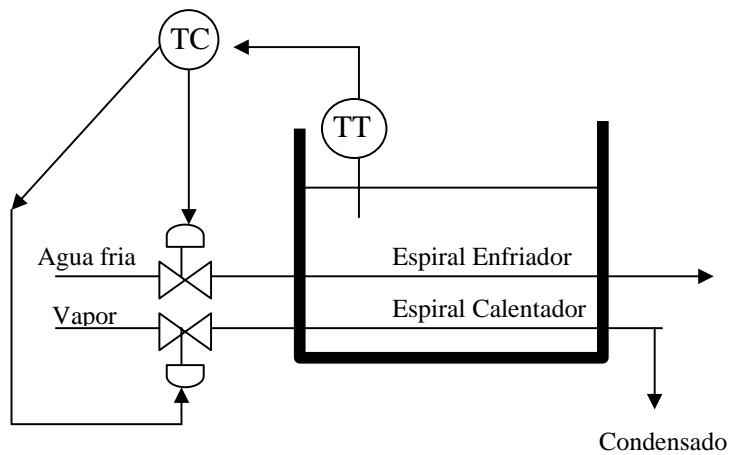 TC
TT
Agua fria
Espiral Enfriador
Vapor
Espiral Calentador
Condensado